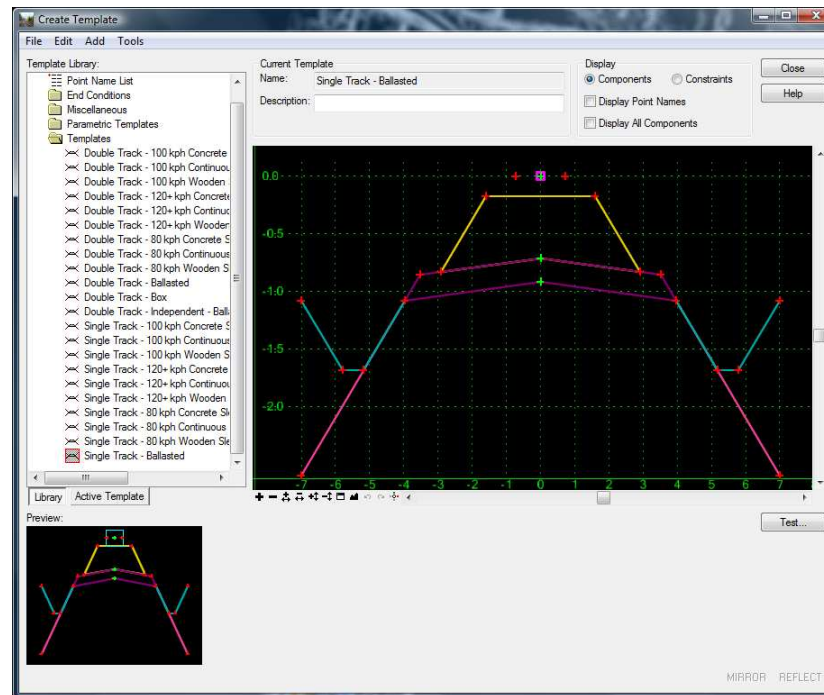 Create Template
File Edit Add Tools
Template Library:
Point Name List
End Conditions
Miscellaneous
Parametric Templates
Templates
Double Track - 100 kph Concrete
Double Track - 100 kph Continuous
Double Track - 100 kph Wooden
Double Track - 120+ kph Concrete
Double Track - 120+ kph Continuo
Double Track - 120+ kph Wooden
Double Track - 80 kph Concrete Sl
Double Track - 80 kph Continuous
Double Track - 80 kph Wooden S
Double Track - Ballasted
Double Track - Box
Double Track - Independent - Balla
Single Track - 100 kph Concrete S
Single Track - 100 kph Continuous
Single Track - 100 kph Wooden S
Single Track - 120+ kph Concrete
Single Track - 120+ kph Continuou
Single Track - 120+ kph Wooden
Single Track - 80 kph Concrete Sle
Single Track - 80 kph Continuous
Single Track - 80 kph Wooden Sle
Single Track - Ballasted
Library Active Template
Current Template
Name: Single Track - Ballasted
Description:
Display
Components Constraints
Display Point Names
Display All Components
Close
Help
0.0
-0.5
-1.0
-1.5
-2.0
-7 -6 -5 -4 -3 -2 -1 0 1 2 3 4 5 6 7
Preview:
Test...
MIRROR REFLECT